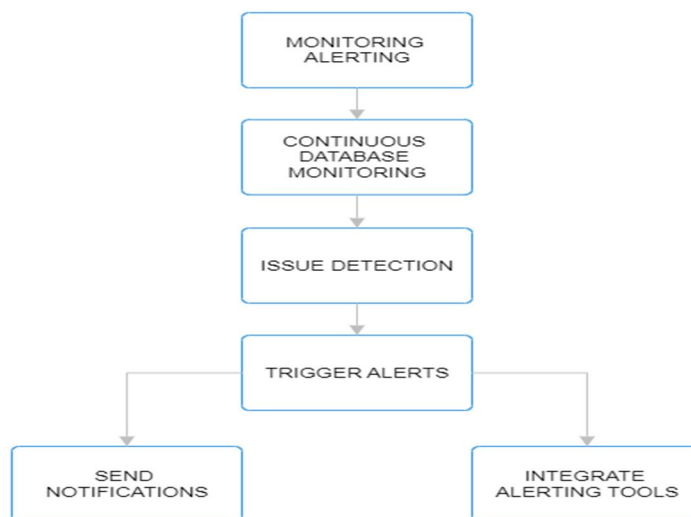 MONITORING
ALERTING
CONTINUOUS
DATABASE
MONITORING
ISSUE DETECTION
TRIGGER ALERTS
SEND
NOTIFICATIONS
INTEGRATE
ALERTING TOOLS